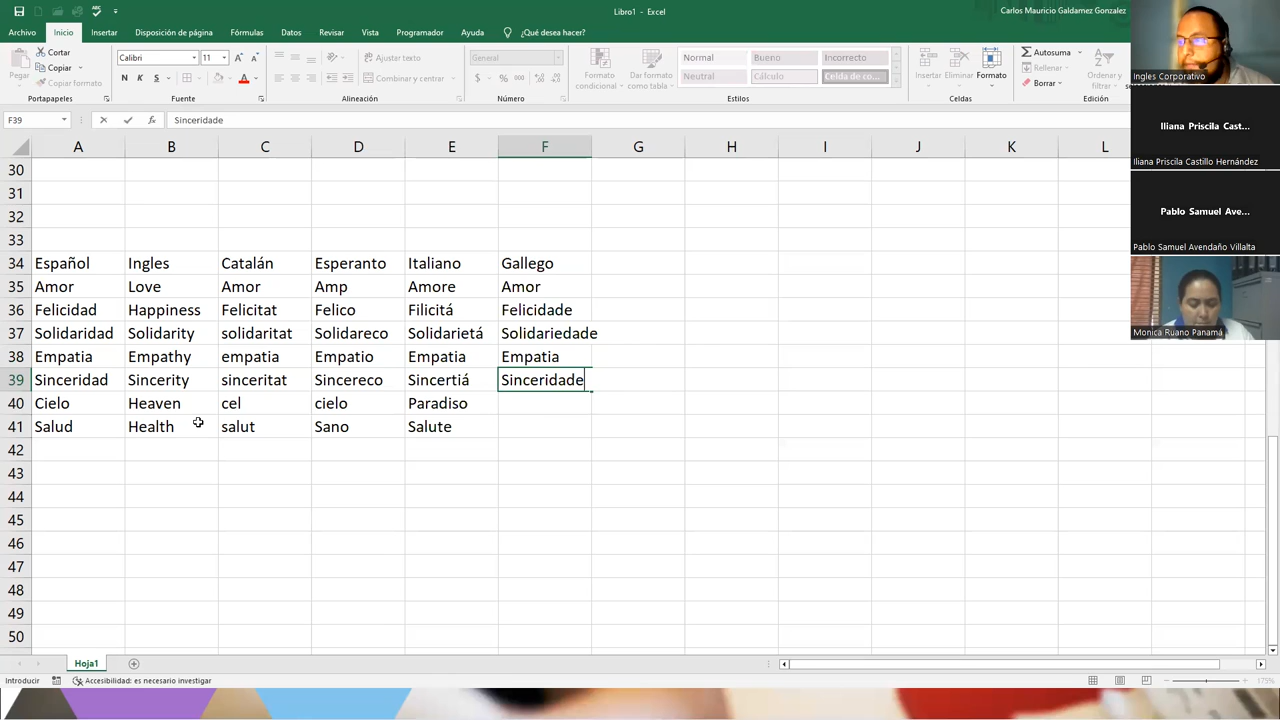 Libro1 - Excel
Carlos Mauricio Galdamez Gonzalez
Archivo Inicio Insertar Disposición de página Fórmulas Datos Revisar Vista Programador Ayuda ¿Qué desea hacer?
Pegar
Cortar
Copiar
Copiar formato
Portapapeles
Calibri 11
N K S
Fuente
Ajustar texto
Combinar y centrar
Alineación
General
$ % 000
Número
Formato condicional
Dar formato como tabla
Normal Bueno Incorrecto
Neutral Cálculo Celda de co...
Estilos
Insertar Eliminar Formato
Celdas
Autosuma
Rellenar
Borrar
Ordenar y
Edición
F39 fx Sinceridade
A B C D E F G H I J K L
30
31
32
33
34 Español Ingles Catalán Esperanto Italiano Gallego
35 Amor Love Amor Amp Amore Amor
36 Felicidad Happiness Felicitat Felico Filicitá Felicidade
37 Solidaridad Solidarity solidaritat Solidareco Solidarietá Solidariedade
38 Empatia Empathy empatia Empatio Empatia Empatia
39 Sinceridad Sincerity sinceritat Sincereco Sincertiá Sinceridade
40 Cielo Heaven cel cielo Paradiso
41 Salud Health salut Sano Salute
42
43
44
45
46
47
48
49
50
Hoja1
Introducir Accesibilidad: es necesario investigar 175%
Ingles Corporativo
Iliana Priscila Cast...
Iliana Priscila Castillo Hernández
Pablo Samuel Ave...
Pablo Samuel Avendaño Villalta
Monica Ruano Panamá